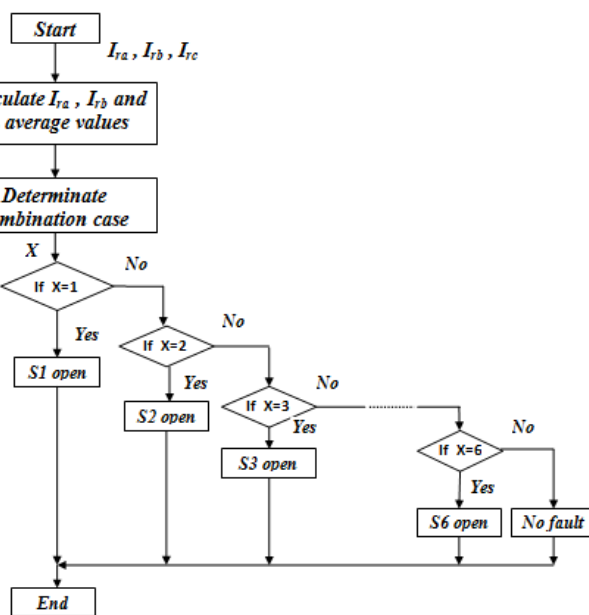 Start
Ira , Irb , Irc
culate Ira , Irb and
average values
Determinate
mbination case
X
If X=1
No
Yes
S1 open
If X=2
No
Yes
S2 open
If X=3
No
Yes
S3 open
If X=6
No
Yes
S6 open
No fault
End